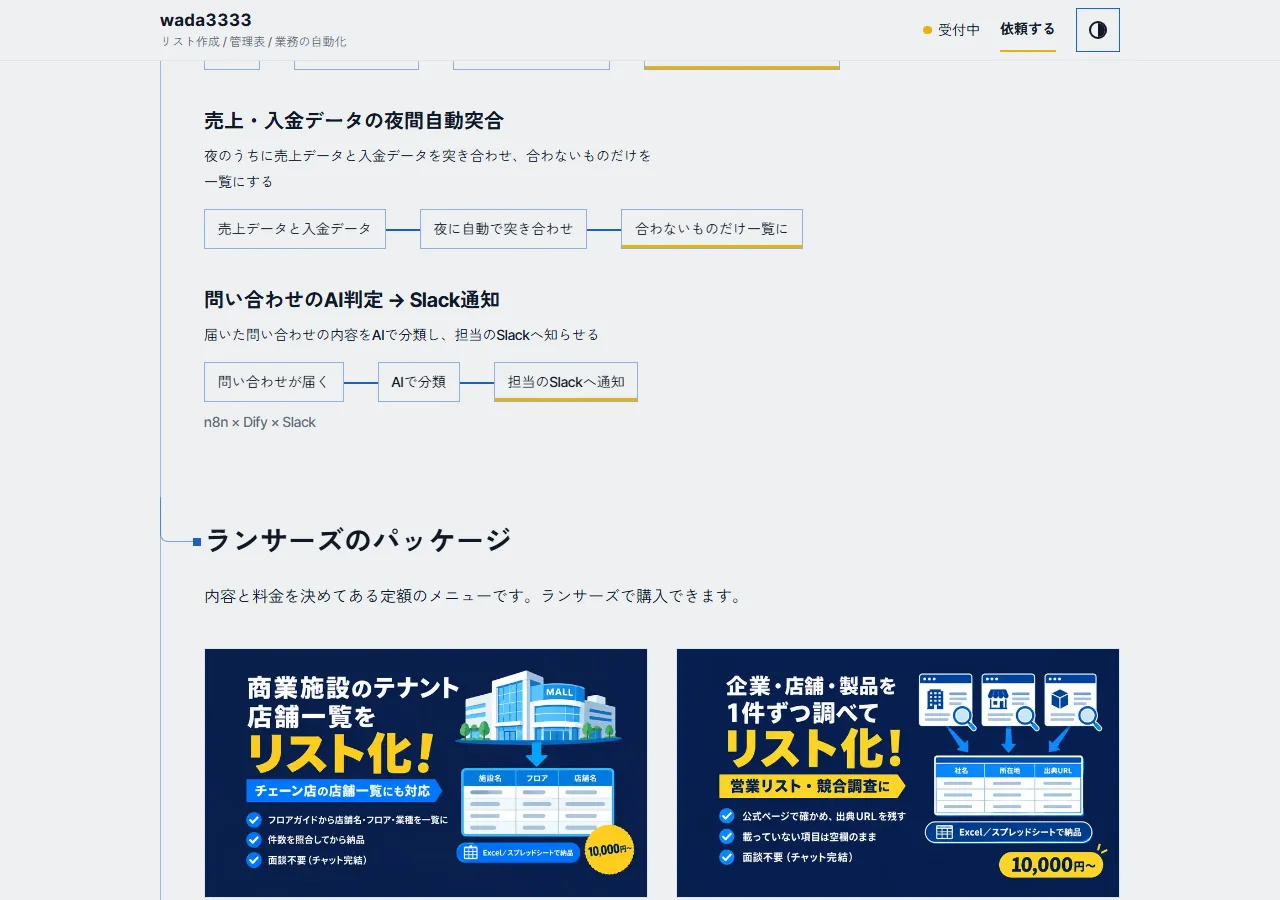 wada3333
リスト作成 / 管理表 / 業務の自動化
受付中
依頼する
売上・入金データの夜間自動突合
夜のうちに売上データと入金データを突き合わせ、合わないものだけを
一覧にする
売上データと入金データ
夜に自動で突き合わせ
合わないものだけ一覧に
問い合わせのAI判定 → Slack通知
届いた問い合わせの内容をAIで分類し、担当のSlackへ知らせる
問い合わせが届く
AIで分類
担当のSlackへ通知
n8n × Dify × Slack
ランサーズのパッケージ
内容と料金を決めてある定額のメニューです。ランサーズで購入できます。
商業施設のテナント
店舗一覧を
リスト化!
チェーン店の店舗一覧にも対応
フロアガイドから店舗名・フロア・業種を一覧に
件数を照合してから納品
面談不要（チャット完結）
MALL
施設名 フロア 店舗名
Excel／スプレッドシートで納品
10,000円~
企業・店舗・製品を
1件ずつ調べて
リスト化!
営業リスト・競合調査に
公式ページで確かめ、出典URLを残す
載っていない項目は空欄のまま
面談不要（チャット完結）
社名 所在地 出典URL
Excel／スプレッドシートで納品
10,000円~